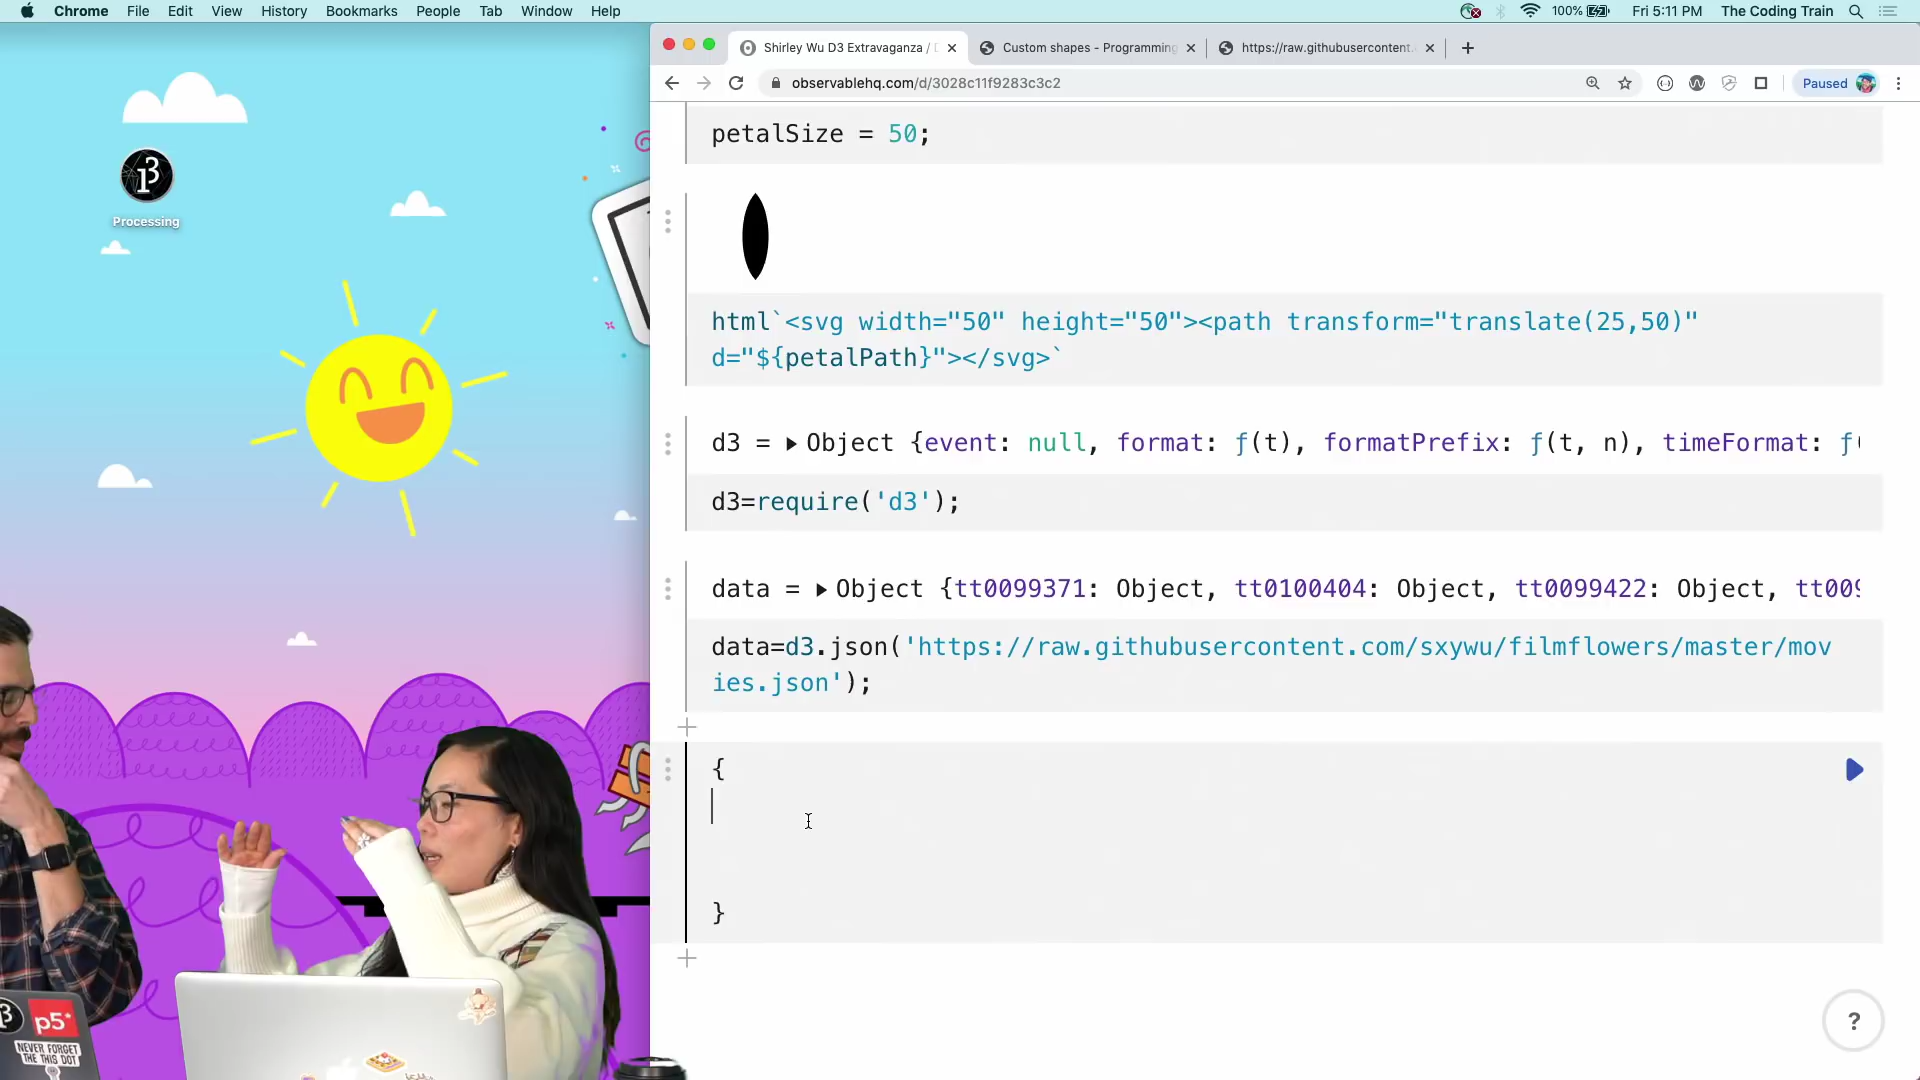 Chrome File Edit View History Bookmarks People Tab Window Help 100% Fri 5:11 PM The Coding Train
Shirley Wu D3 Extravaganza / D
Custom shapes - Programming
https://raw.githubusercontent.
observablehq.com/d/3028c11f9283c3c2
Paused
petalSize = 50;
Processing
html`<svg width="50" height="50"><path transform="translate(25,50)"
d="${petalPath}"></svg>`
d3 = ▸Object {event: null, format: ƒ(t), formatPrefix: ƒ(t, n), timeFormat: ƒ(
d3=require('d3');
data = ▸Object {tt0099371: Object, tt0100404: Object, tt0099422: Object, tt009
data=d3.json('https://raw.githubusercontent.com/sxywu/filmflowers/master/mov
ies.json');
{
}
?
p5*
NEVER FORGET
THE THIS DOT